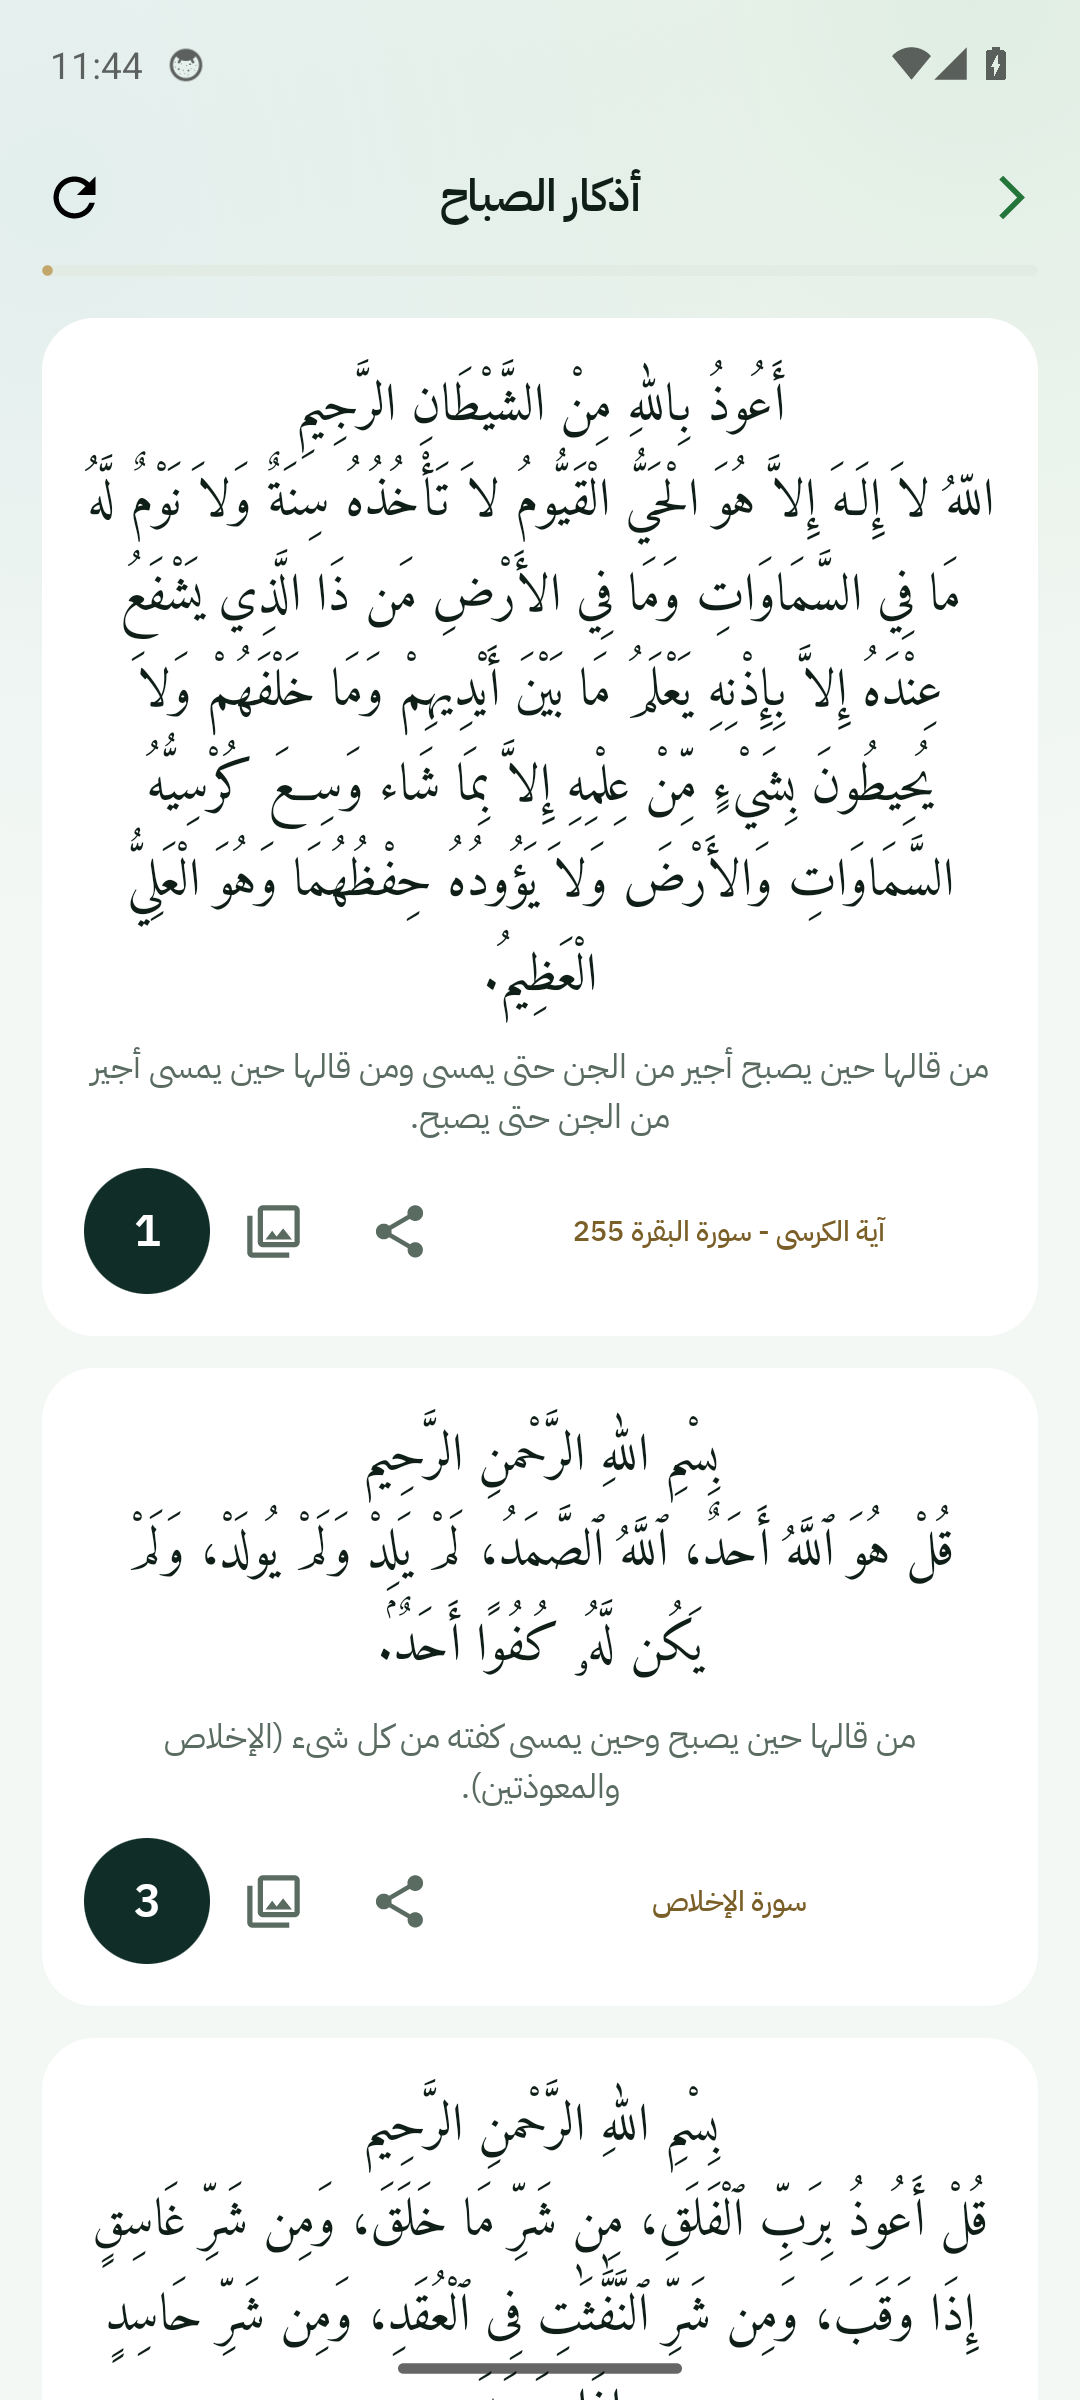 11:44
أذكار الصباح
أَعُوذُ بِاللهِ مِنْ الشَّيْطَانِ الرَّجِيمِ
اللّهُ لاَ إِلَـهَ إِلاَّ هُوَ الْحَيُّ الْقَيُّومُ لاَ تَأْخُذُهُ سِنَةٌ وَلاَ نَوْمٌ لَّهُ
مَا فِي السَّمَاوَاتِ وَمَا فِي الأَرْضِ مَن ذَا الَّذِي يَشْفَعُ
عِنْدَهُ إِلاَّ بِإِذْنِهِ يَعْلَمُ مَا بَيْنَ أَيْدِيهِمْ وَمَا خَلْفَهُمْ وَلاَ
يُحِيطُونَ بِشَيْءٍ مِّنْ عِلْمِهِ إِلاَّ بِمَا شَاء وَسِعَ كُرْسِيُّهُ
السَّمَاوَاتِ وَالأَرْضَ وَلاَ يَؤُودُهُ حِفْظُهُمَا وَهُوَ الْعَلِيُّ
الْعَظِيمُ.
من قالها حين يصبح أجير من الجن حتى يمسى ومن قالها حين يمسى أجير
من الجن حتى يصبح.
آية الكرسى - سورة البقرة 255
1
بِسْمِ اللهِ الرَّحْمنِ الرَّحِيم
قُلْ هُوَ ٱللَّهُ أَحَدٌ، ٱللَّهُ ٱلصَّمَدُ، لَمْ يَلِدْ وَلَمْ يُولَدْ، وَلَمْ
يَكُن لَّهُۥ كُفُوًا أَحَدٌۢ.
من قالها حين يصبح وحين يمسى كفته من كل شىء (الإخلاص
والمعوذتين).
سورة الإخلاص
3
بِسْمِ اللهِ الرَّحْمنِ الرَّحِيم
قُلْ أَعُوذُ بِرَبِّ ٱلْفَلَقِ، مِن شَرِّ مَا خَلَقَ، وَمِن شَرِّ غَاسِقٍ
إِذَا وَقَبَ، وَمِن شَرِّ ٱلنَّفَّٰثَٰتِ فِى ٱلْعُقَدِ، وَمِن شَرِّ حَاسِدٍ